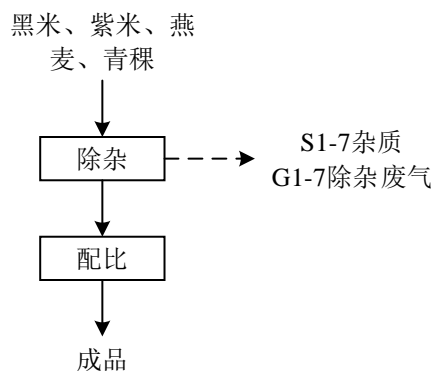 黑米、紫米、燕
麦、青稞
除杂
S1-7杂质
G1-7除杂废气
配比
成品